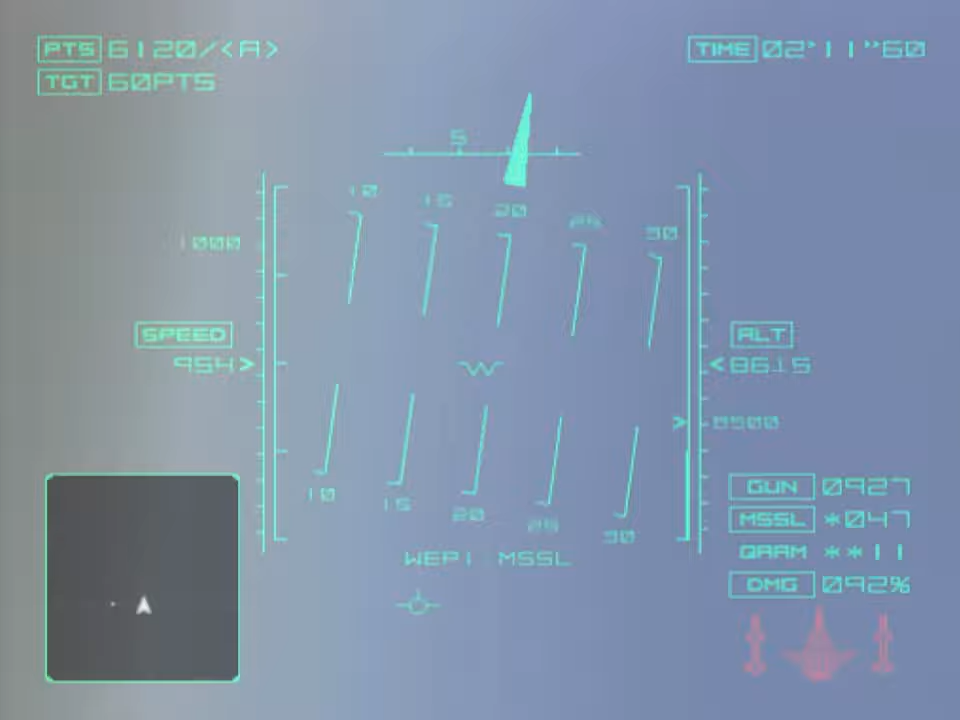 PTS 6120/<A>
TIME 02"11"60
TGT 60PTS
5
10 15 20 25 30
1000
SPEED
954>
ALT
<8615
>8500
10 15 20 25 30
GUN 0927
MSSL *047
QAAM **11
DMG 092%
WEP1 MSSL